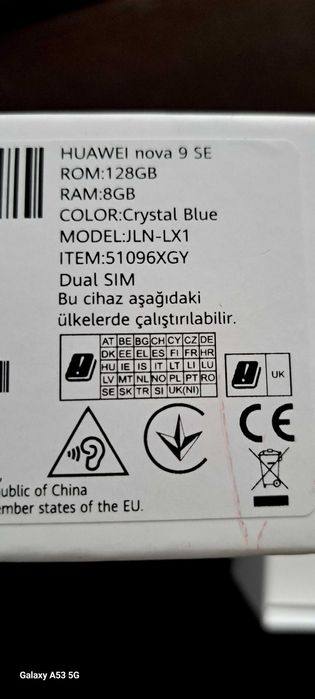 HUAWEI nova 9 SE
ROM:128GB
RAM:8GB
COLOR:Crystal Blue
MODEL:JLN-LX1
ITEM:51096XGY
Dual SIM
Bu cihaz aşağıdaki
ülkelerde çalıştırılabilir.
AT BE BG CH CY CZ DE
DK EE EL ES FI FR HR
HU IE IS IT LT LI LU
LV MT NL NO PL PT RO
SE SK TR SI UK(NI)
UK
CE
ublic of China
ember states of the EU.
Galaxy A53 5G